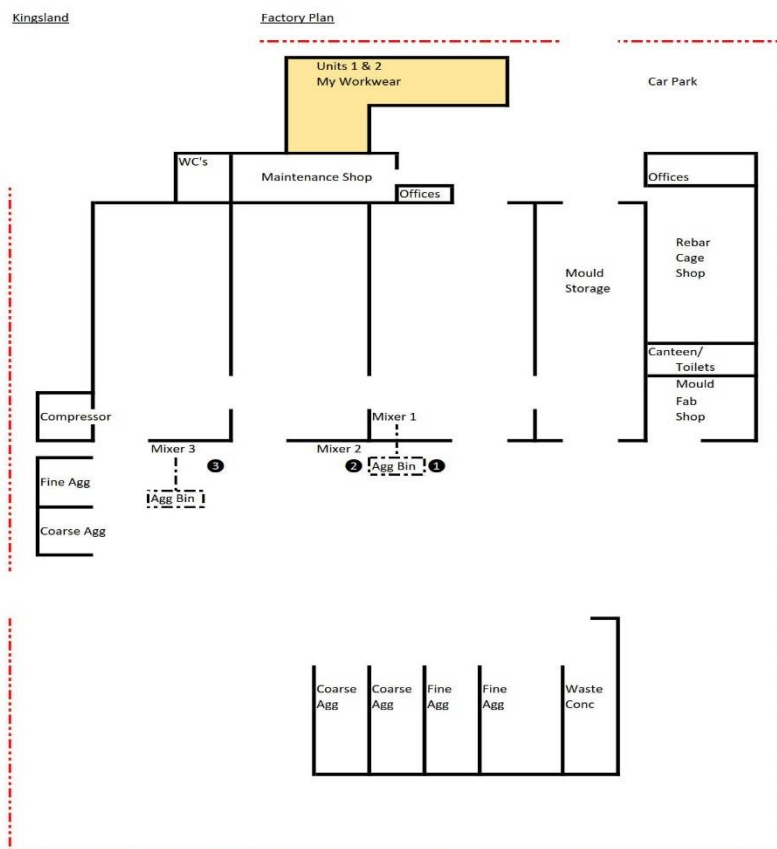 Kingsland
Factory Plan
Units 1 & 2
My Workwear
Car Park
WC's
Maintenance Shop
Offices
Offices
Rebar
Cage
Shop
Mould
Storage
Canteen/
Toilets
Mould
Fab
Shop
Compressor
Mixer 1
Mixer 3
Mixer 2
3
2
Agg Bin
1
Fine Agg
Agg Bin
Coarse Agg
Coarse
Agg
Coarse
Agg
Fine
Agg
Fine
Agg
Waste
Conc